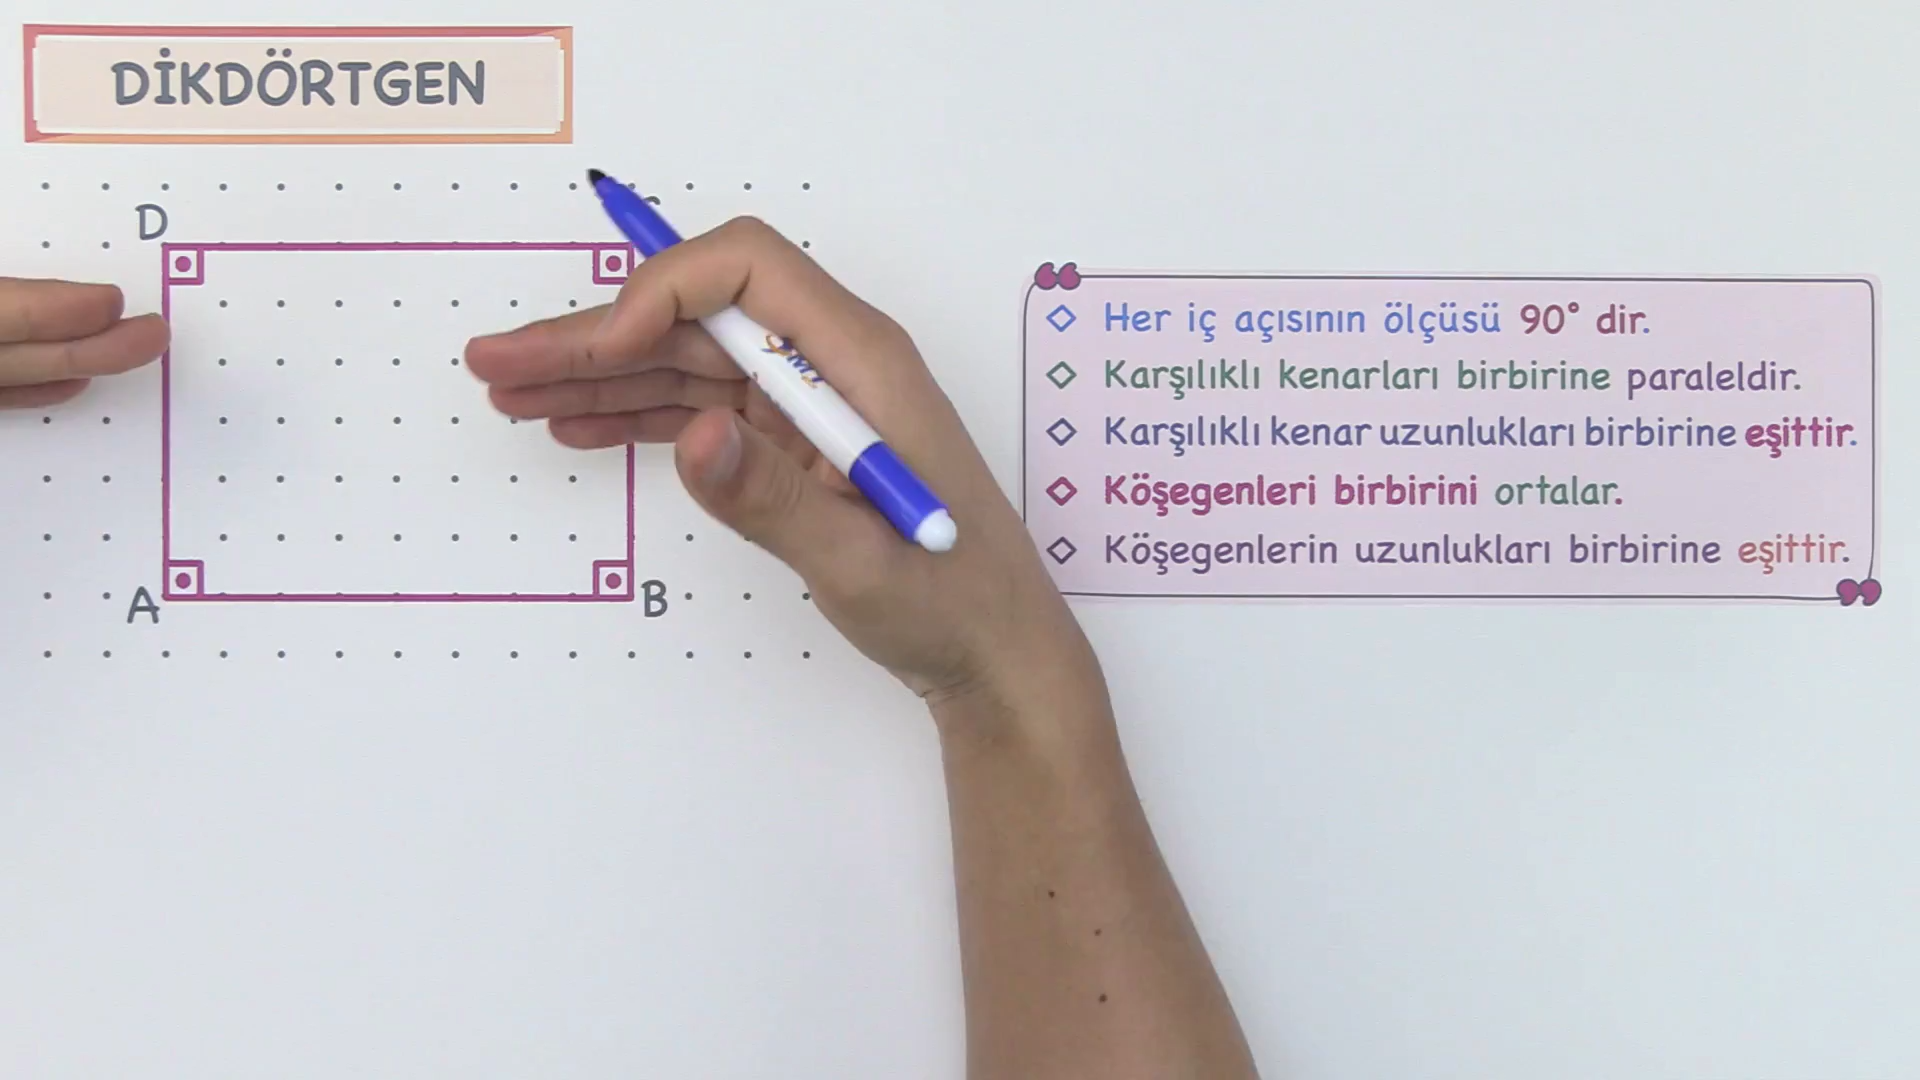 DİKDÖRTGEN
D
A
B
Her iç açısının ölçüsü 90° dir.
Karşılıklı kenarları birbirine paraleldir.
Karşılıklı kenar uzunlukları birbirine eşittir.
Köşegenleri birbirini ortalar.
Köşegenlerin uzunlukları birbirine eşittir.